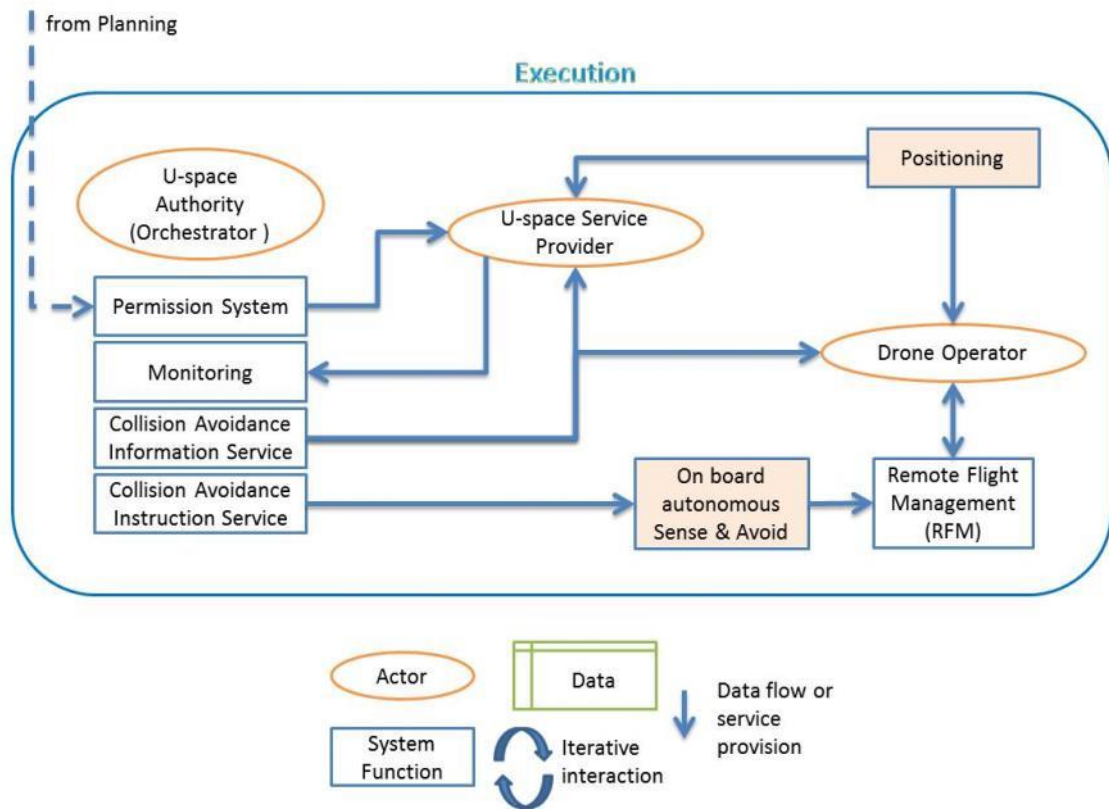 from Planning
Execution
U-space
Authority
(Orchestrator )
Positioning
U-space Service
Provider
Permission System
Monitoring
Drone Operator
Collision Avoidance
Information Service
Collision Avoidance
Instruction Service
On board
autonomous
Sense & Avoid
Remote Flight
Management
(RFM)
Actor
Data
Data flow or
service
provision
System
Function
Iterative
interaction